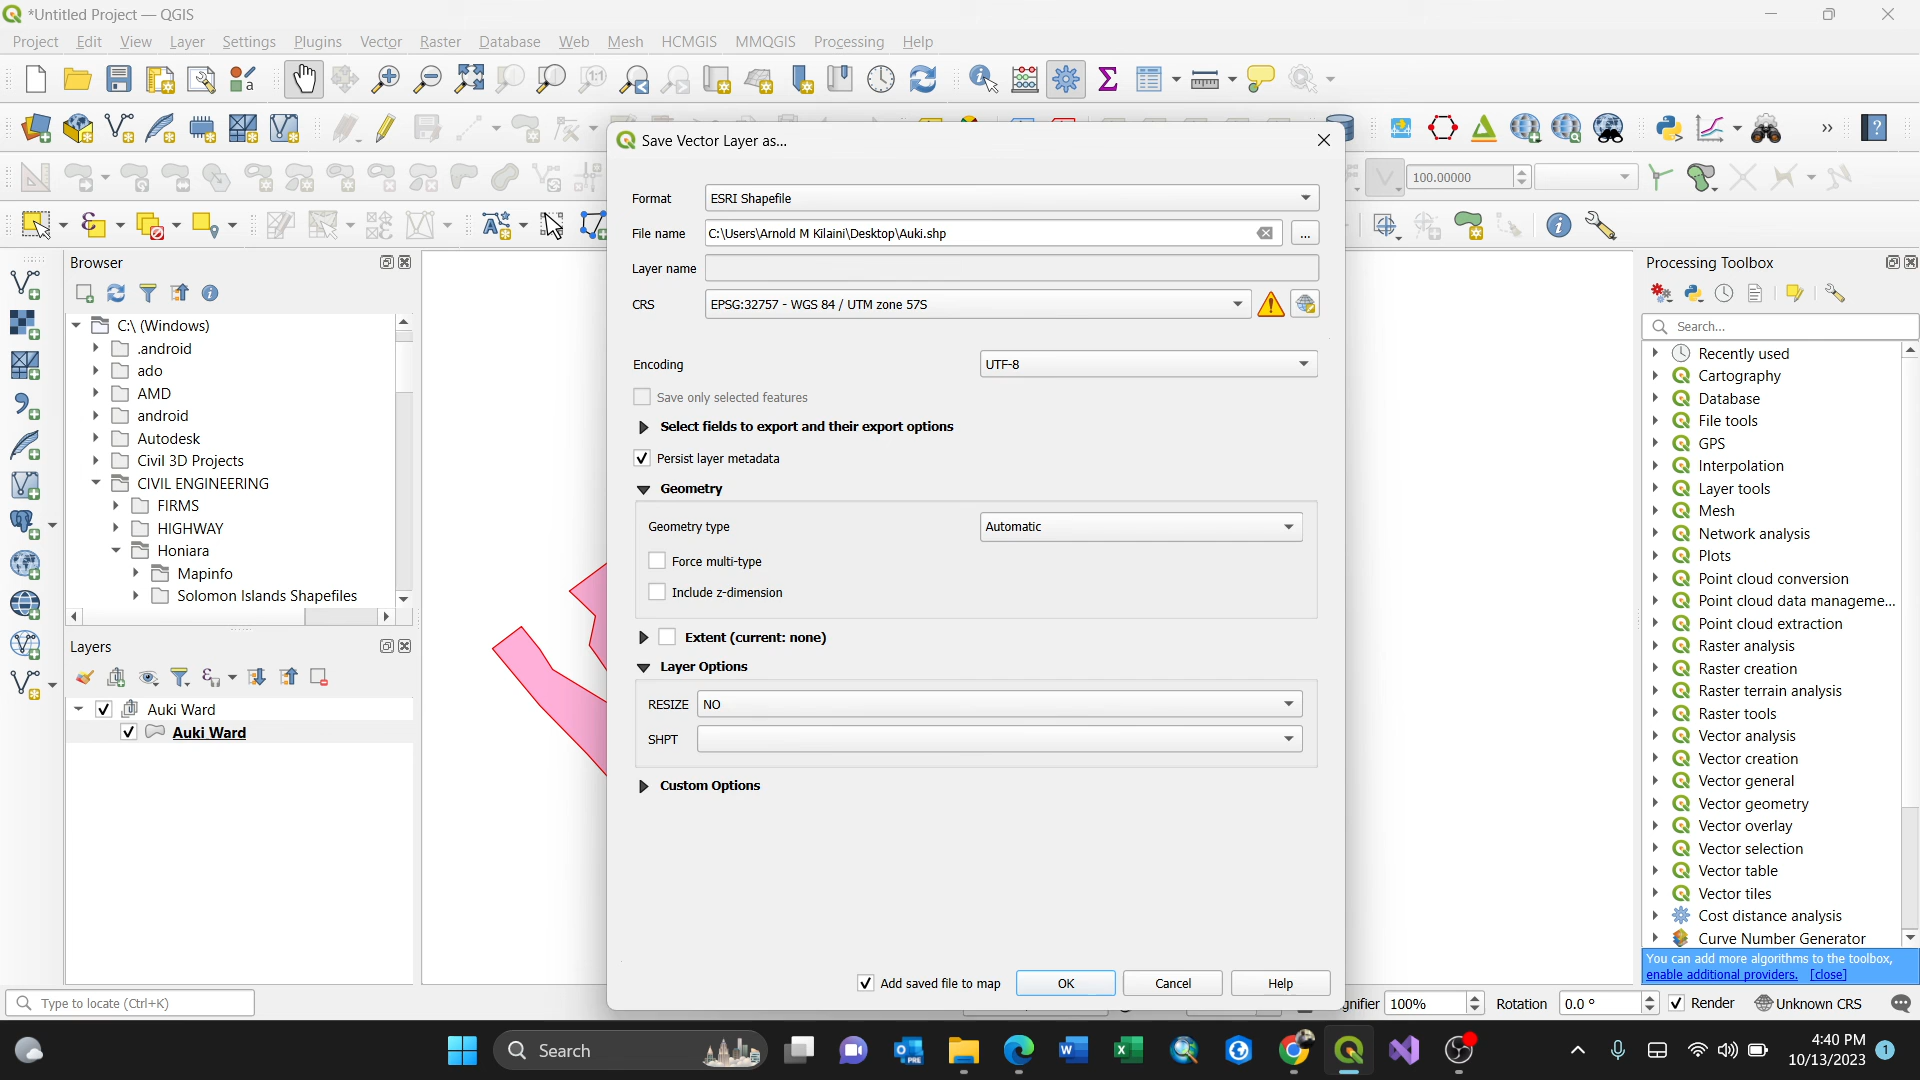 *Untitled Project — QGIS
Project Edit View Layer Settings Plugins Vector Raster Database Web Mesh HCMGIS MMQGIS Processing Help
100.00000
Save Vector Layer as...
Format ESRI Shapefile
File name C:\Users\Arnold M Kilaini\Desktop\Auki.shp ...
Layer name
CRS EPSG:32757 - WGS 84 / UTM zone 57S
Encoding UTF-8
Save only selected features
Select fields to export and their export options
Persist layer metadata
Geometry
Geometry type Automatic
Force multi-type
Include z-dimension
Extent (current: none)
Layer Options
RESIZE NO
SHPT
Custom Options
Add saved file to map OK Cancel Help
Browser
C:\ (Windows)
.android
ado
AMD
android
Autodesk
Civil 3D Projects
CIVIL ENGINEERING
FIRMS
HIGHWAY
Honiara
Mapinfo
Solomon Islands Shapefiles
Layers
Auki Ward
Auki Ward
Processing Toolbox
Search...
Recently used
Cartography
Database
File tools
GPS
Interpolation
Layer tools
Mesh
Network analysis
Plots
Point cloud conversion
Point cloud data manageme...
Point cloud extraction
Raster analysis
Raster creation
Raster terrain analysis
Raster tools
Vector analysis
Vector creation
Vector general
Vector geometry
Vector overlay
Vector selection
Vector table
Vector tiles
Cost distance analysis
Curve Number Generator
You can add more algorithms to the toolbox,
enable additional providers. [close]
Type to locate (Ctrl+K) gnifier 100% Rotation 0.0 ° Render Unknown CRS
Search
4:40 PM
10/13/2023 1